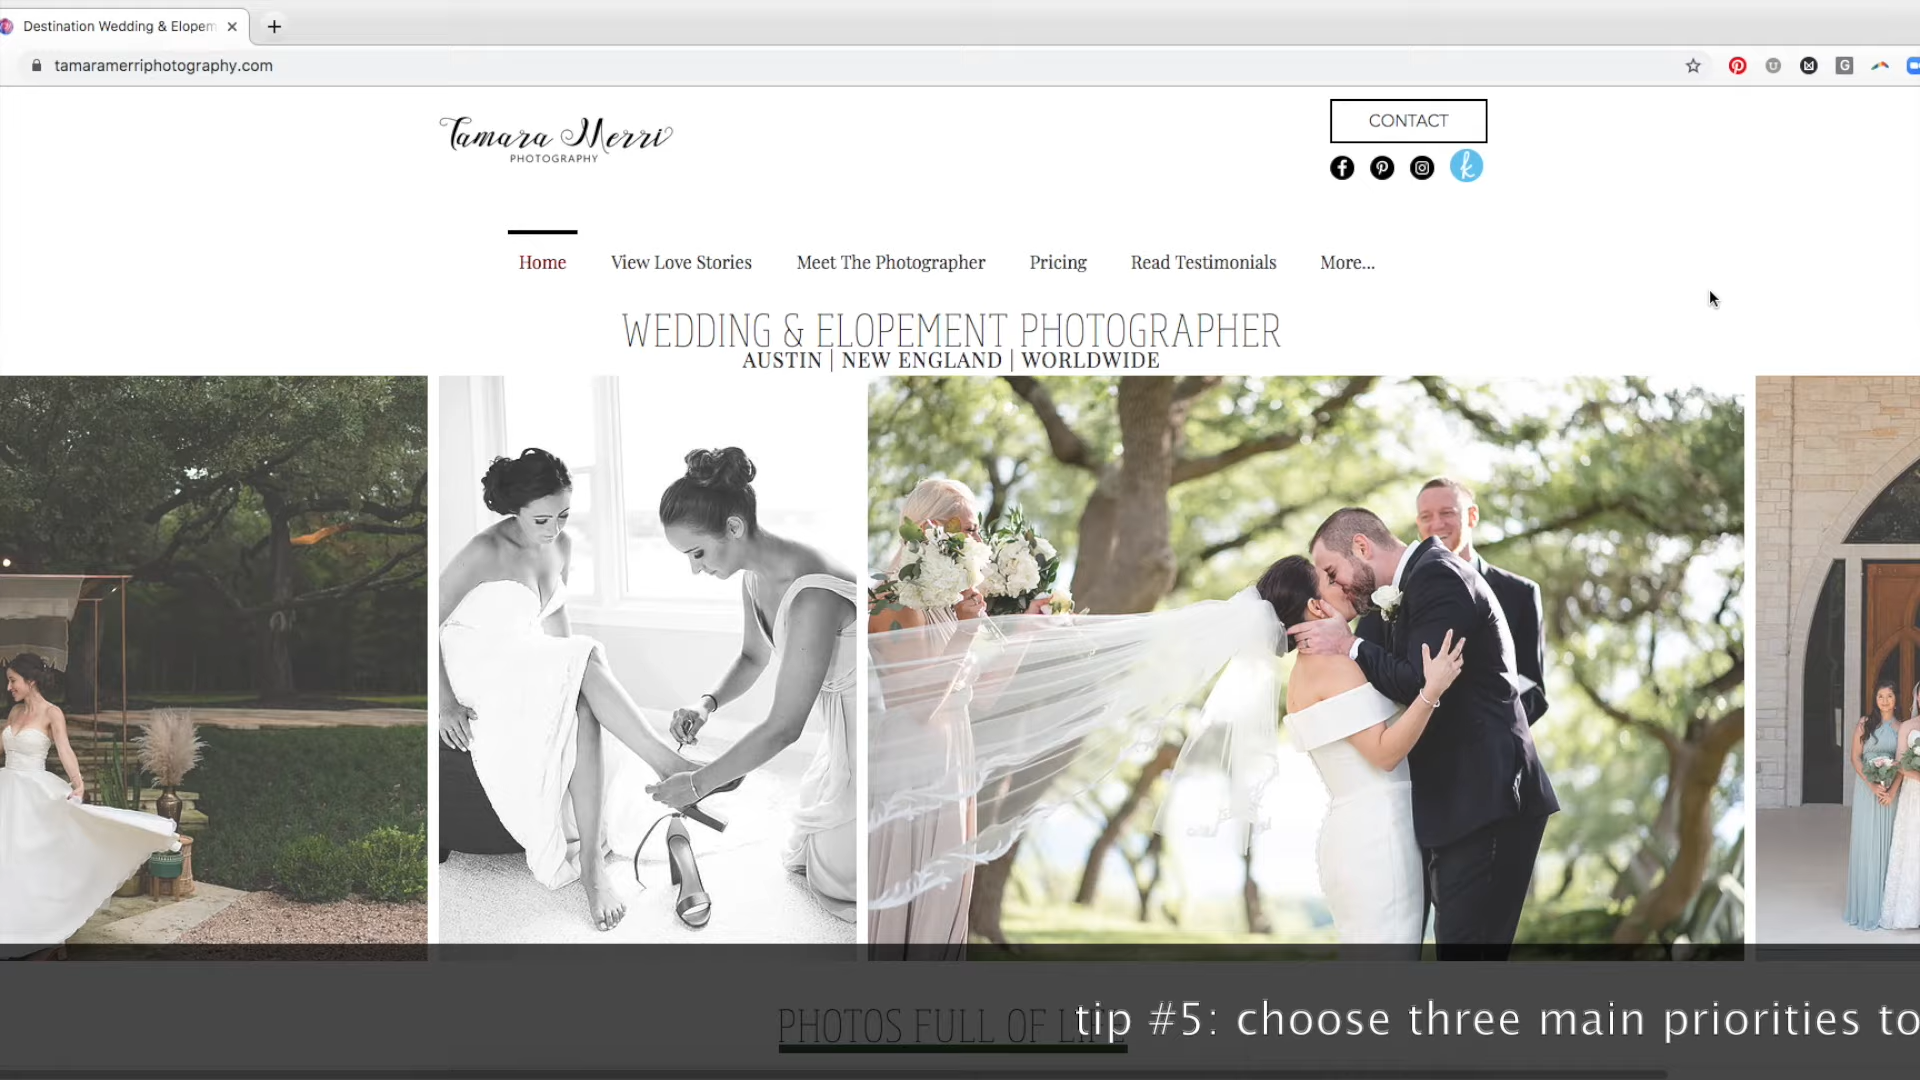 Destination Wedding & Elopem
tamaramerriphotography.com
Tamara Merri
PHOTOGRAPHY
CONTACT
Home View Love Stories Meet The Photographer Pricing Read Testimonials More...
WEDDING & ELOPEMENT PHOTOGRAPHER
AUSTIN | NEW ENGLAND | WORLDWIDE
PHOTOS FULL OF LIFE
tip #5: choose three main priorities to